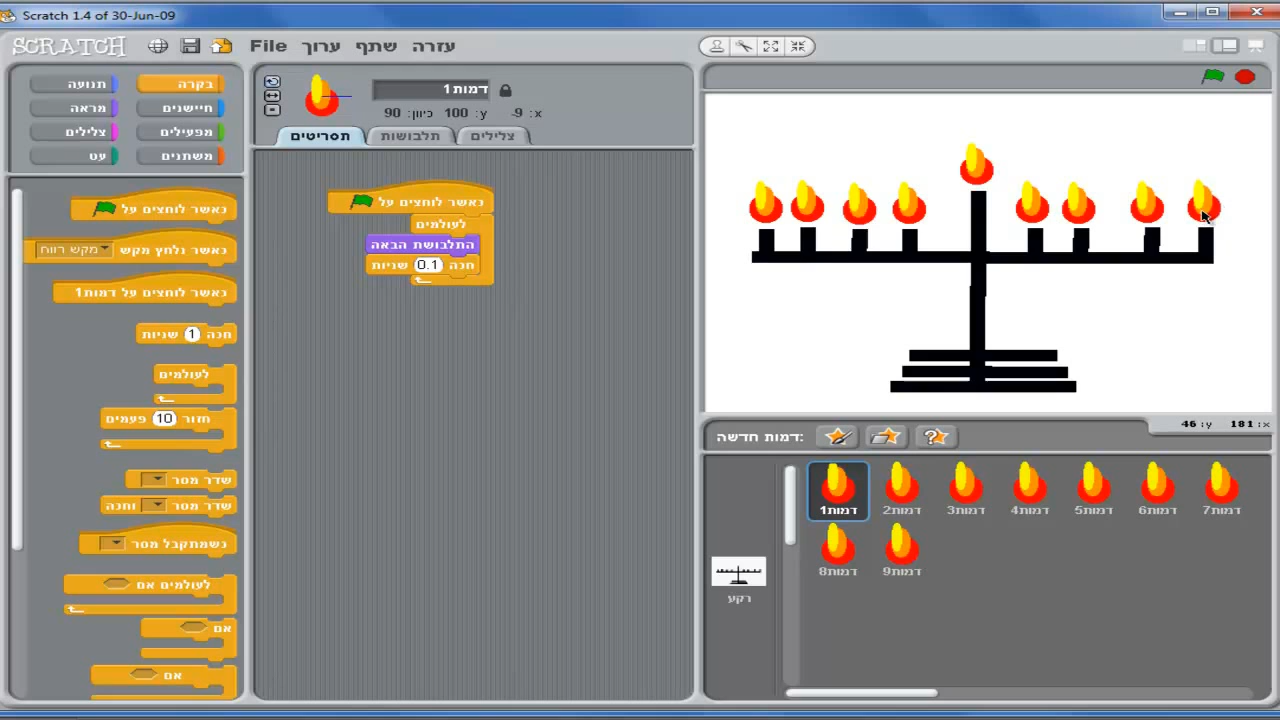 Scratch 1.4 of 30-Jun-09
SCRATCH
File ערוך שתף עזרה
בקרה
תנועה
חיישנים
מראה
מפעילים
צלילים
משתנים
עט
כאשר לוחצים על
כאשר נלחץ מקש מקש רווח
כאשר לוחצים על דמות1
חכה 1 שניות
לעולמים
חזור 10 פעמים
שדר מסר
שדר מסר וחכה
כשמתקבל מסר
לעולמים אם
אם
אם
דמות1
x: -9 y: 100 כיוון: 90
תסריטים
תלבושות
צלילים
כאשר לוחצים על
לעולמים
התלבושת הבאה
חכה 0.1 שניות
x: 181 y: 46
דמות חדשה:
דמות1
דמות2
דמות3
דמות4
דמות5
דמות6
דמות7
דמות8
דמות9
רקע